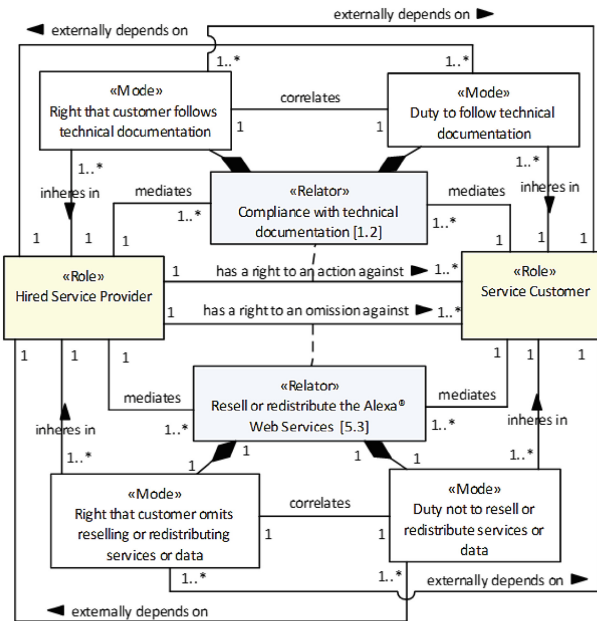 externally depends on
externally depends on
1..*
1..*
«Mode»
Right that customer follows
technical documentation
correlates
1
1
«Mode»
Duty to follow technical
documentation
1..*
1..*
inheres in
mediates
1..*
«Relator»
Compliance with technical
documentation [1.2]
mediates
1..*
inheres in
1
1
1
1
1
1
«Role»
Hired Service Provider
1
has a right to an action against
1..*
«Role»
Service Customer
has a right to an omission against
1
1..*
1
1
1
1
1
1
mediates
«Relator»
Resell or redistribute the Alexa®
Web Services [5.3]
mediates
inheres in
1..*
1..*
inheres in
1..*
1
1
1
1
1..*
«Mode»
Right that customer omits
reselling or redistributing
services or data
correlates
1
1
«Mode»
Duty not to resell or
redistribute services or
data
1..*
1..*
externally depends on
externally depends on